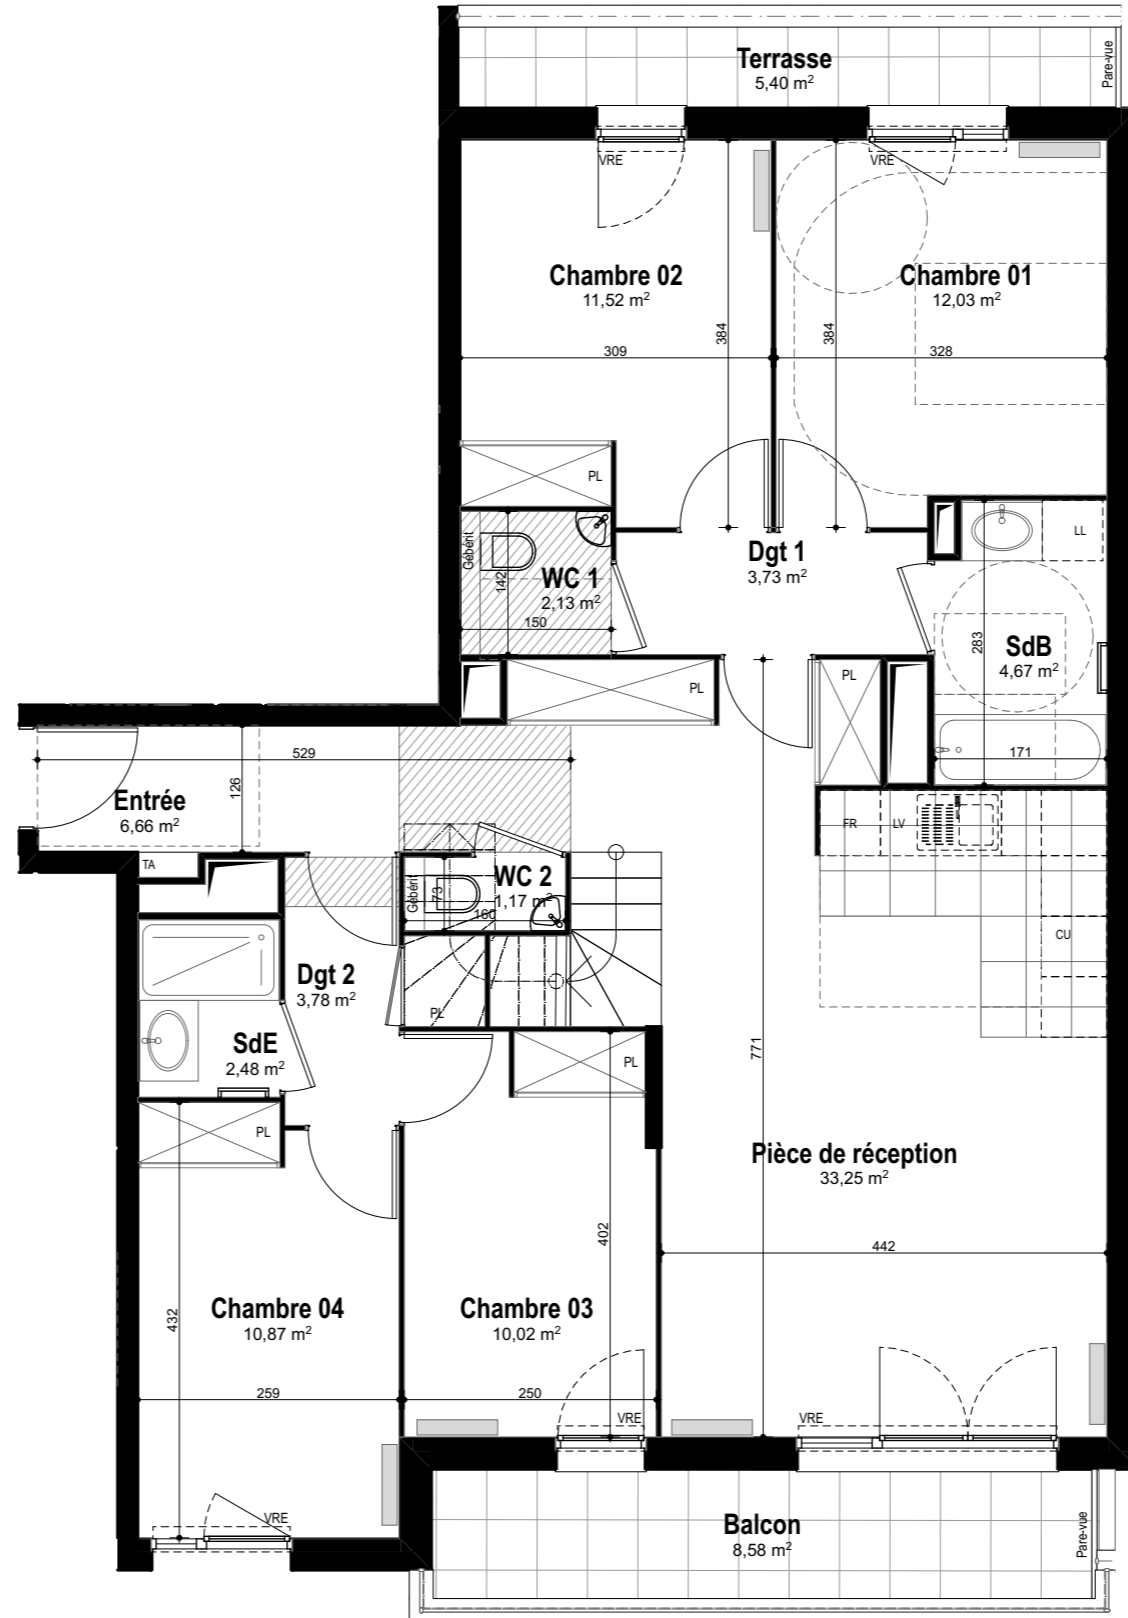 Terrasse
5,40 m²
Pare-vue
VRE
VRE
Chambre 02
11,52 m²
Chambre 01
12,03 m²
384
384
309
328
PL
Gébérit
142
WC 1
2,13 m²
150
Dgt 1
3,73 m²
LL
283
SdB
4,67 m²
171
PL
PL
529
126
Entrée
6,66 m²
TA
FR
LV
CU
WC 2
1,17 m²
Gébérit
73
160
Dgt 2
3,78 m²
PL
SdE
2,48 m²
PL
PL
771
Pièce de réception
33,25 m²
402
442
432
Chambre 04
10,87 m²
Chambre 03
10,02 m²
259
250
VRE
VRE
VRE
Balcon
8,58 m²
Pare-vue